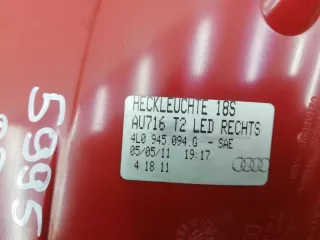 HECKLEUCHTE 18S
AU716 T2 LED RECHTS
4L0 945.094.G - SAE
05/05/11 19:17
4 18 11
5995